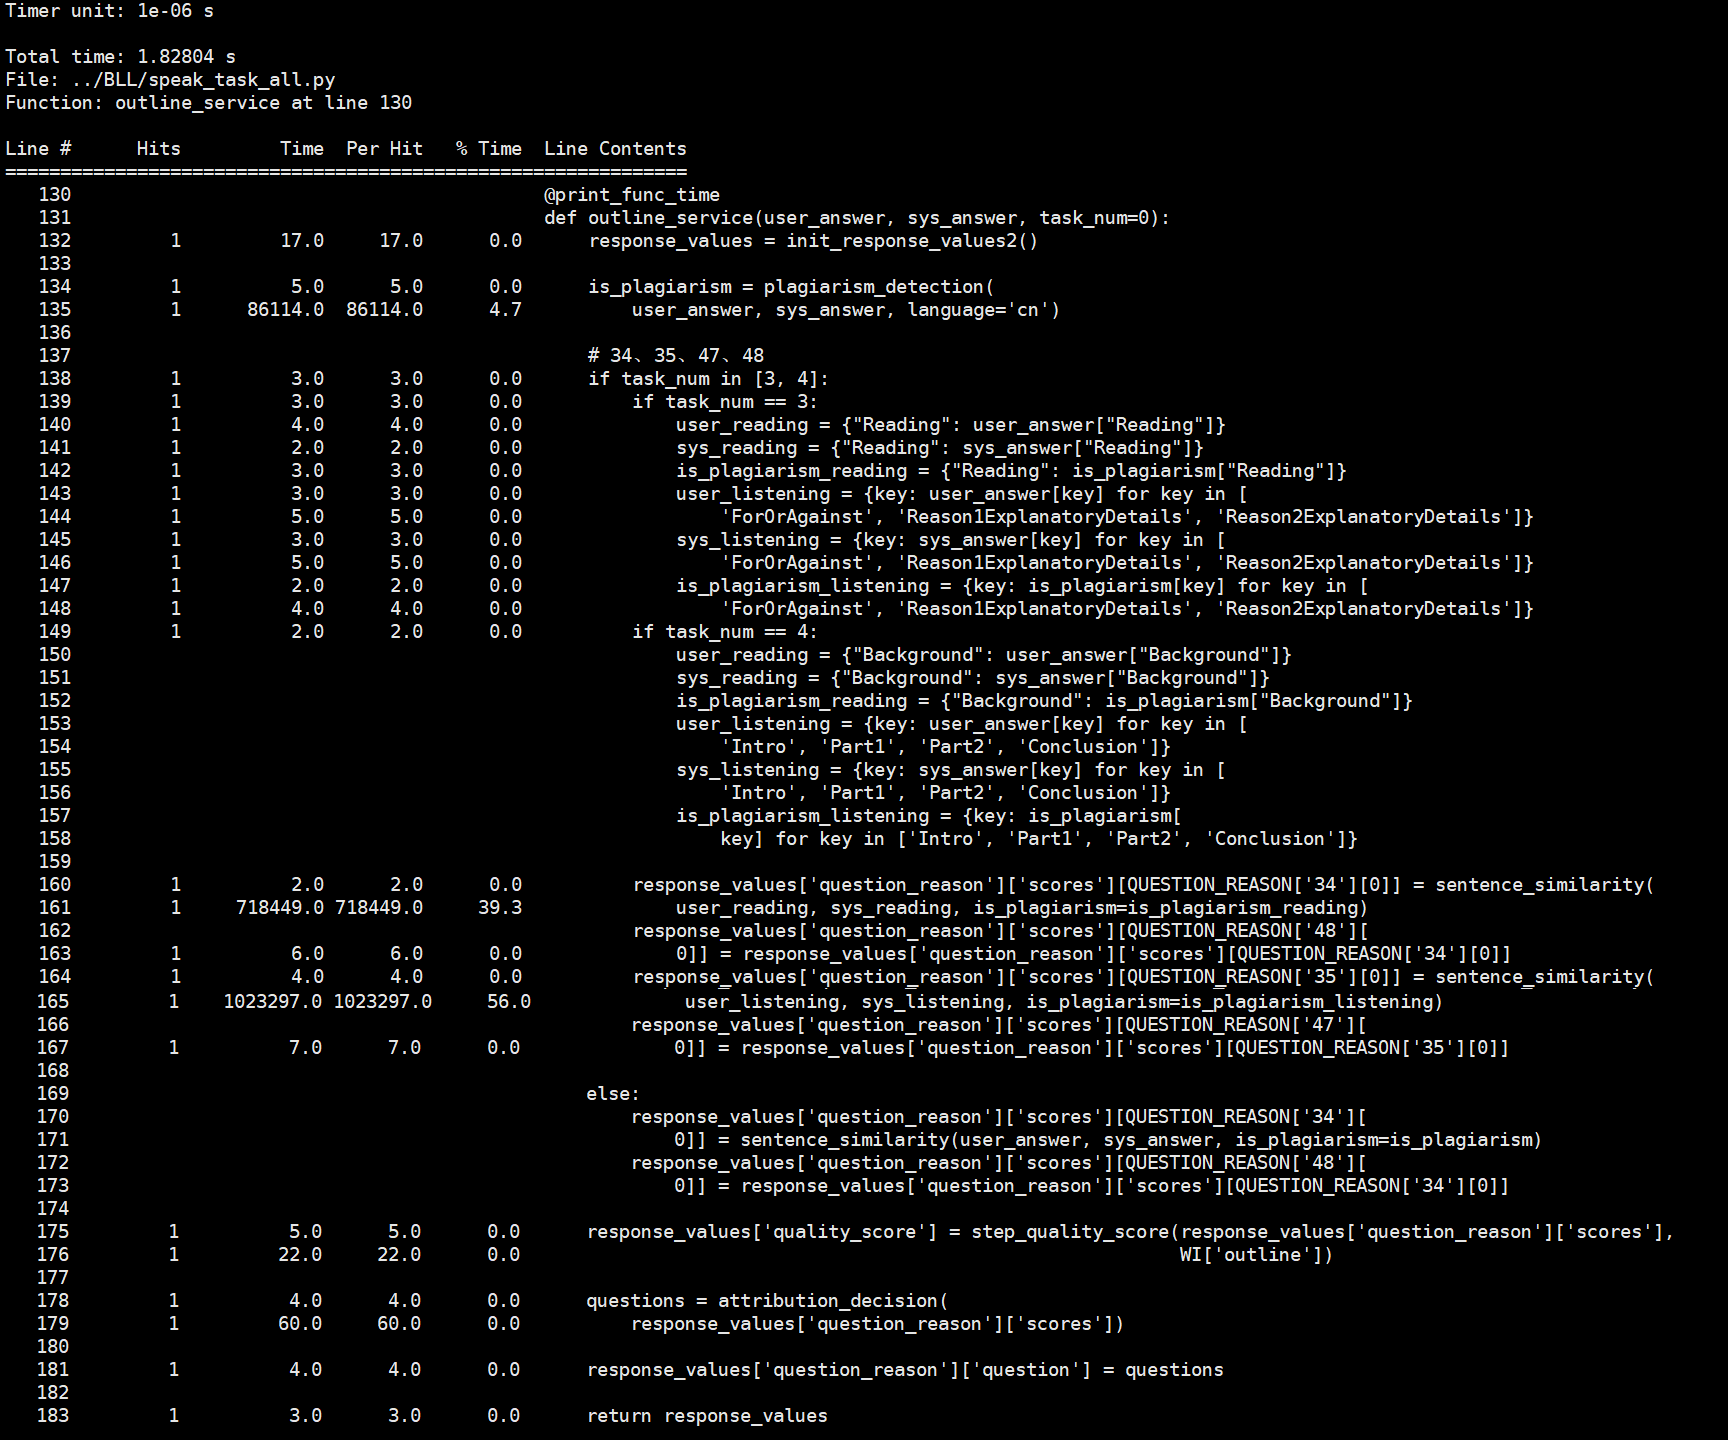 Timer unit: 1e-06 s
Total time: 1.82804 s
File: ../BLL/speak_task_all.py
Function: outline_service at line 130
Line #      Hits         Time  Per Hit   % Time  Line Contents
==============================================================
   130                                           @print_func_time
   131                                           def outline_service(user_answer, sys_answer, task_num=0):
   132         1         17.0     17.0      0.0      response_values = init_response_values2()
   133
   134         1          5.0      5.0      0.0      is_plagiarism = plagiarism_detection(
   135         1      86114.0  86114.0      4.7          user_answer, sys_answer, language='cn')
   136
   137                                               # 34、35、47、48
   138         1          3.0      3.0      0.0      if task_num in [3, 4]:
   139         1          3.0      3.0      0.0          if task_num == 3:
   140         1          4.0      4.0      0.0              user_reading = {"Reading": user_answer["Reading"]}
   141         1          2.0      2.0      0.0              sys_reading = {"Reading": sys_answer["Reading"]}
   142         1          3.0      3.0      0.0              is_plagiarism_reading = {"Reading": is_plagiarism["Reading"]}
   143         1          3.0      3.0      0.0              user_listening = {key: user_answer[key] for key in [
   144         1          5.0      5.0      0.0                  'ForOrAgainst', 'Reason1ExplanatoryDetails', 'Reason2ExplanatoryDetails']}
   145         1          3.0      3.0      0.0              sys_listening = {key: sys_answer[key] for key in [
   146         1          5.0      5.0      0.0                  'ForOrAgainst', 'Reason1ExplanatoryDetails', 'Reason2ExplanatoryDetails']}
   147         1          2.0      2.0      0.0              is_plagiarism_listening = {key: is_plagiarism[key] for key in [
   148         1          4.0      4.0      0.0                  'ForOrAgainst', 'Reason1ExplanatoryDetails', 'Reason2ExplanatoryDetails']}
   149         1          2.0      2.0      0.0          if task_num == 4:
   150                                                       user_reading = {"Background": user_answer["Background"]}
   151                                                       sys_reading = {"Background": sys_answer["Background"]}
   152                                                       is_plagiarism_reading = {"Background": is_plagiarism["Background"]}
   153                                                       user_listening = {key: user_answer[key] for key in [
   154                                                           'Intro', 'Part1', 'Part2', 'Conclusion']}
   155                                                       sys_listening = {key: sys_answer[key] for key in [
   156                                                           'Intro', 'Part1', 'Part2', 'Conclusion']}
   157                                                       is_plagiarism_listening = {key: is_plagiarism[
   158                                                           key] for key in ['Intro', 'Part1', 'Part2', 'Conclusion']}
   159
   160         1          2.0      2.0      0.0          response_values['question_reason']['scores'][QUESTION_REASON['34'][0]] = sentence_similarity(
   161         1     718449.0 718449.0     39.3              user_reading, sys_reading, is_plagiarism=is_plagiarism_reading)
   162                                                   response_values['question_reason']['scores'][QUESTION_REASON['48'][
   163         1          6.0      6.0      0.0              0]] = response_values['question_reason']['scores'][QUESTION_REASON['34'][0]]
   164         1          4.0      4.0      0.0          response_values['question_reason']['scores'][QUESTION_REASON['35'][0]] = sentence_similarity(
   165         1    1023297.0 1023297.0     56.0              user_listening, sys_listening, is_plagiarism=is_plagiarism_listening)
   166                                                   response_values['question_reason']['scores'][QUESTION_REASON['47'][
   167         1          7.0      7.0      0.0              0]] = response_values['question_reason']['scores'][QUESTION_REASON['35'][0]]
   168
   169                                               else:
   170                                                   response_values['question_reason']['scores'][QUESTION_REASON['34'][
   171                                                       0]] = sentence_similarity(user_answer, sys_answer, is_plagiarism=is_plagiarism)
   172                                                   response_values['question_reason']['scores'][QUESTION_REASON['48'][
   173                                                       0]] = response_values['question_reason']['scores'][QUESTION_REASON['34'][0]]
   174
   175         1          5.0      5.0      0.0      response_values['quality_score'] = step_quality_score(response_values['question_reason']['scores'],
   176         1         22.0     22.0      0.0                                                            WI['outline'])
   177
   178         1          4.0      4.0      0.0      questions = attribution_decision(
   179         1         60.0     60.0      0.0          response_values['question_reason']['scores'])
   180
   181         1          4.0      4.0      0.0      response_values['question_reason']['question'] = questions
   182
   183         1          3.0      3.0      0.0      return response_values